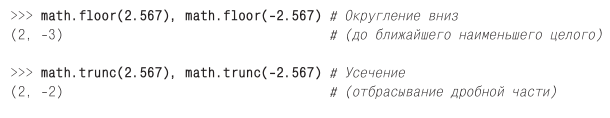 >>> math.floor(2.567), math.floor(-2.567) # Округление вниз
(2, -3) # (до ближайшего наименьшего целого)
>>> math.trunc(2.567), math.trunc(-2.567) # Усечение
(2, -2) # (отбрасывание дробной части)